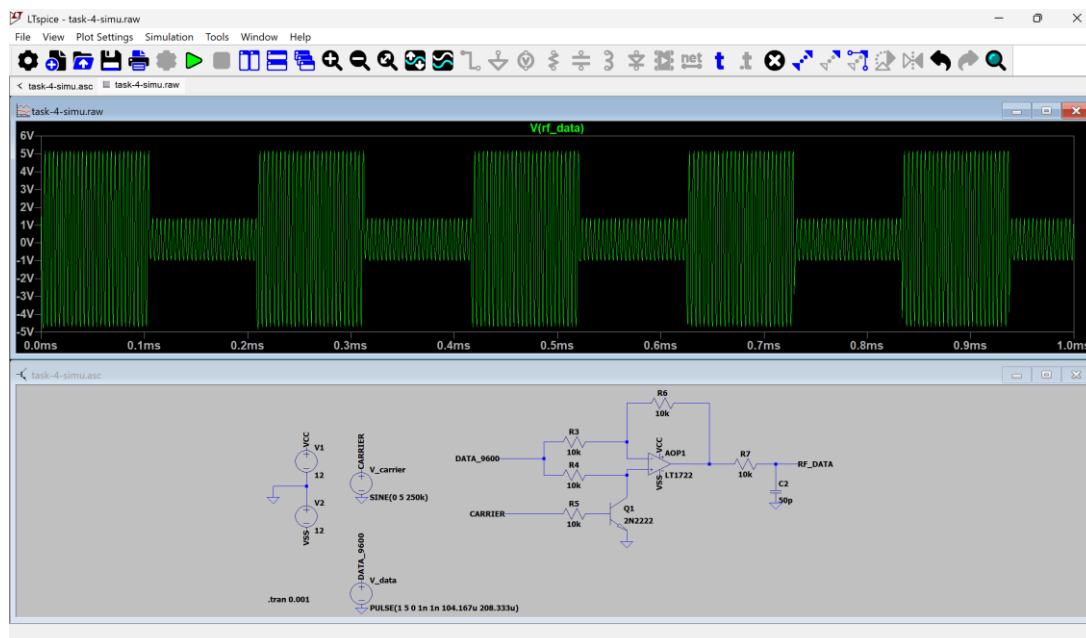 LTspice - task-4-simu.raw
File View Plot Settings Simulation Tools Window Help
net t t
< task-4-simu.asc task-4-simu.raw
task-4-simu.raw
V(rf_data)
6V
5V
4V
3V
2V
1V
0V
-1V
-2V
-3V
-4V
-5V
0.0ms 0.1ms 0.2ms 0.3ms 0.4ms 0.5ms 0.6ms 0.7ms 0.8ms 0.9ms 1.0ms
task-4-simu.asc
VCC
V1
12
V2
12
VSS
CARRIER
V_carrier
SINE(0 5 250k)
DATA_9600
V_data
PULSE(1 5 0 1n 1n 104.167u 208.333u)
.tran 0.001
DATA_9600
R3
10k
R4
10k
CARRIER
R5
10k
Q1
2N2222
R6
10k
VCC
AOP1
LT1722
VSS
R7
10k
RF_DATA
C2
50p